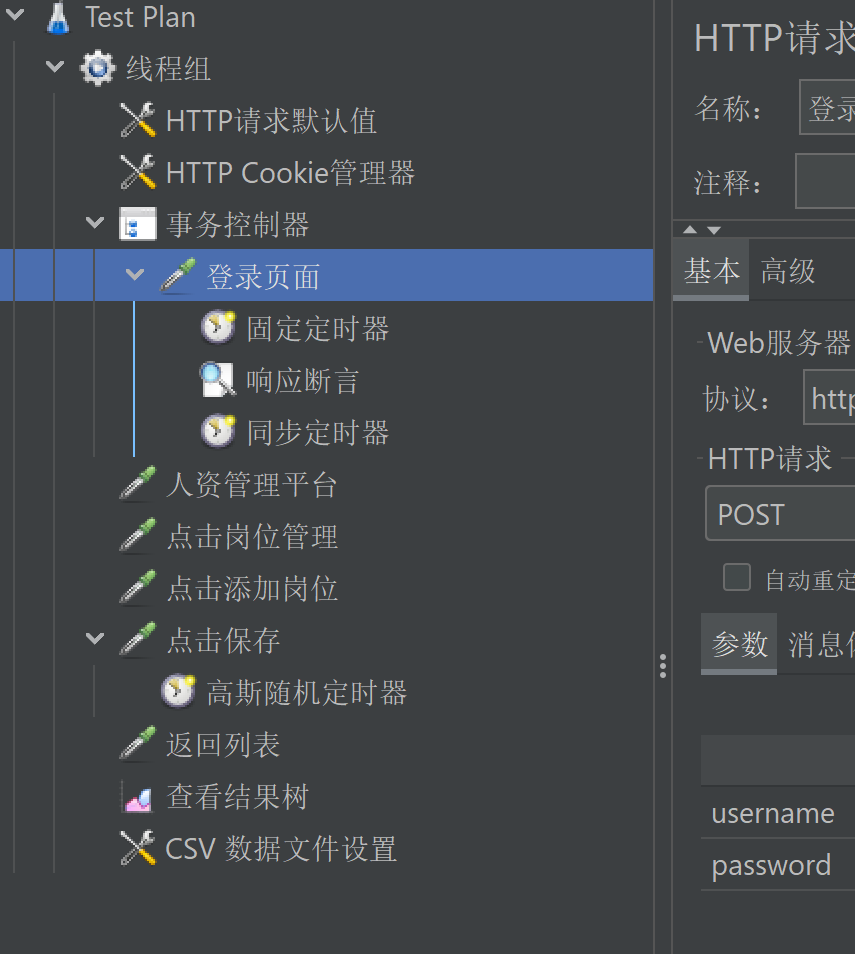 Test Plan
线程组
HTTP请求默认值
HTTP Cookie管理器
事务控制器
登录页面
固定定时器
响应断言
同步定时器
人资管理平台
点击岗位管理
点击添加岗位
点击保存
高斯随机定时器
返回列表
查看结果树
CSV 数据文件设置
HTTP请求
名称：
登录
注释：
基本 高级
Web服务器
协议： http
HTTP请求
POST
自动重定
参数 消息体
username
password